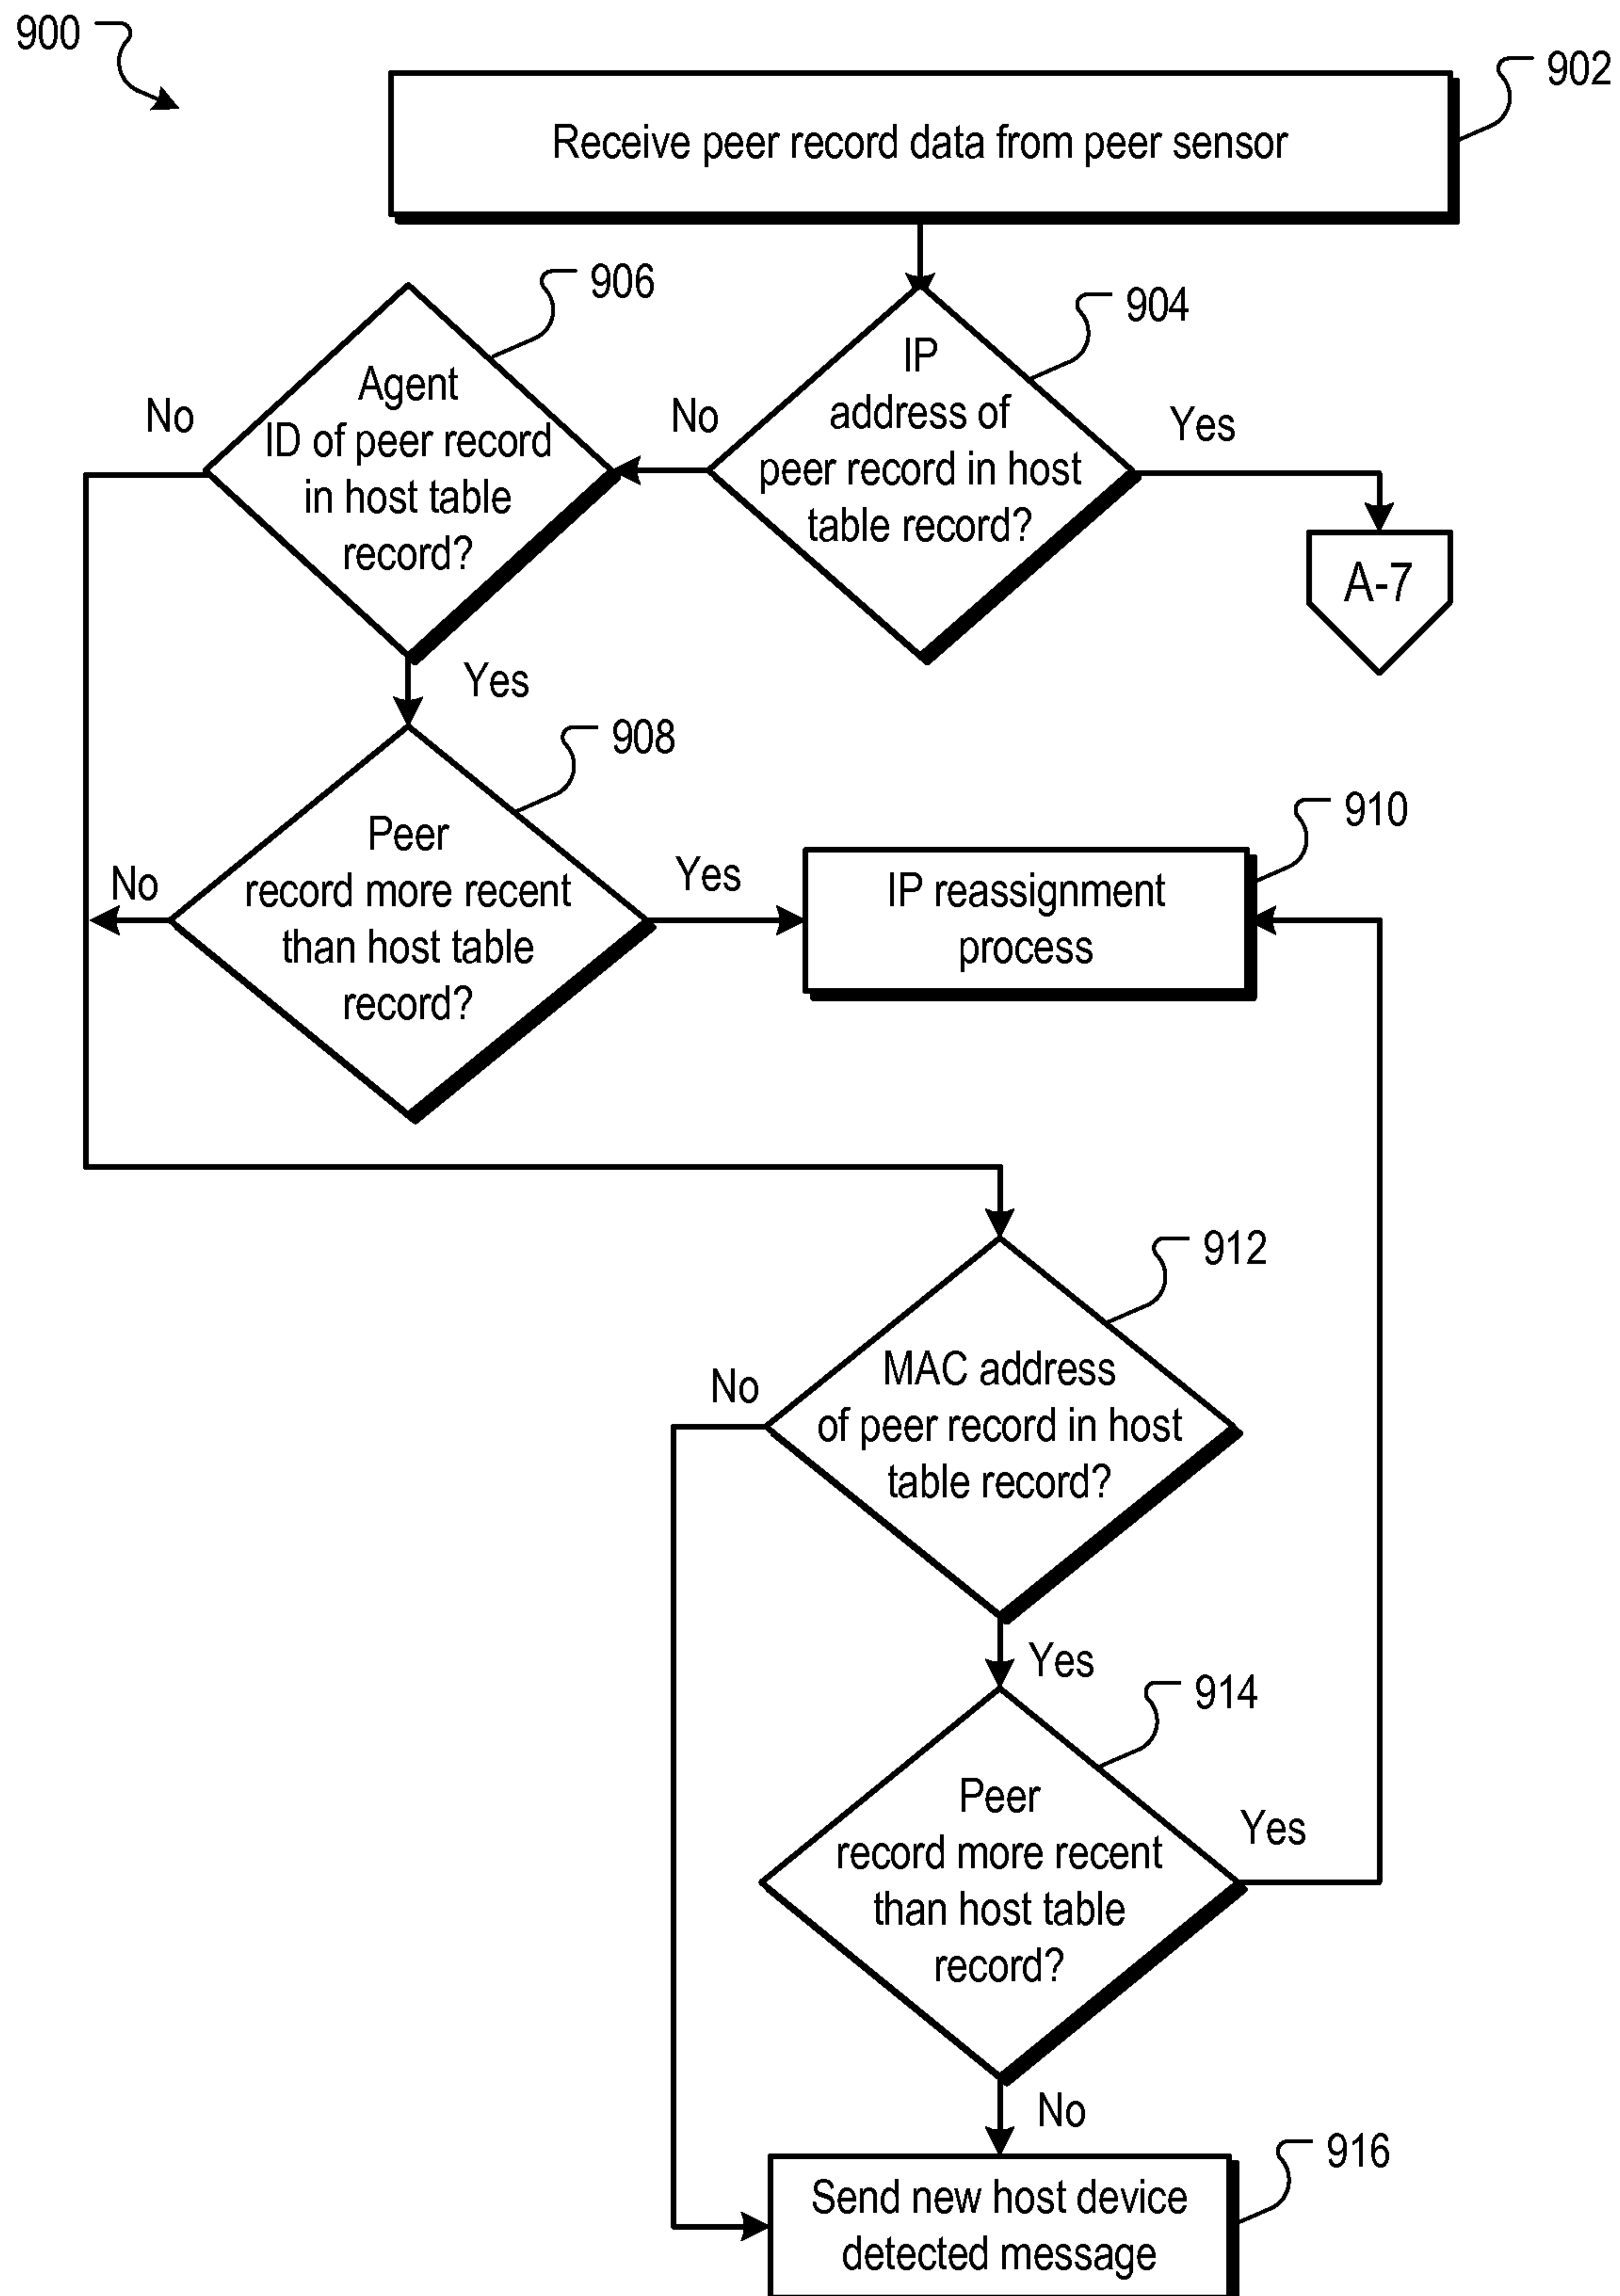 900
902
Receive peer record data from peer sensor
906
904
Agent
ID of peer record
in host table
record?
No
IP
address of
peer record in host
table record?
No
Yes
A-7
Yes
908
Peer
record more recent
than host table
record?
No
Yes
910
IP reassignment
process
912
MAC address
of peer record in host
table record?
No
Yes
914
Peer
record more recent
than host table
record?
Yes
No
916
Send new host device
detected message